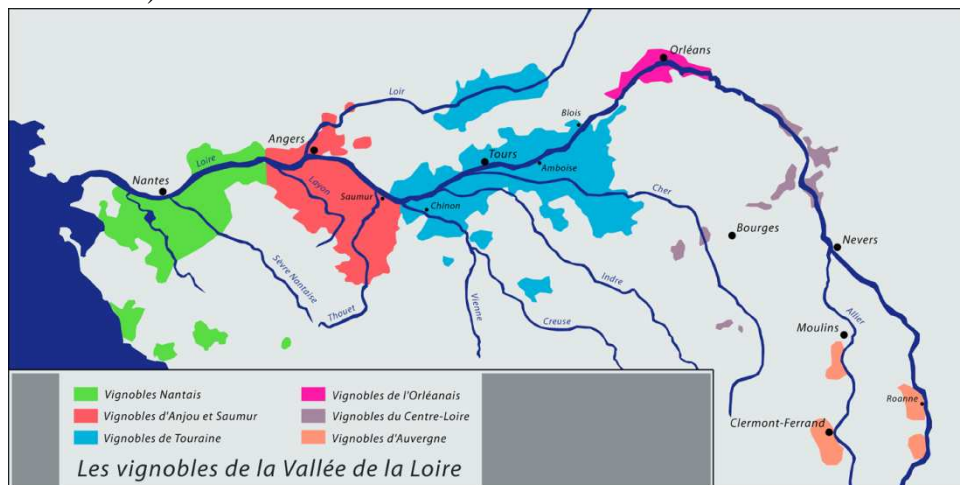 Orléans
Loir
Blois
Angers
Tours
Loire
Amboise
Nantes
Layon
Saumur
Chinon
Cher
Bourges
Nevers
Sèvre Nantaise
Indre
Thouet
Vienne
Creuse
Allier
Moulins
Vignobles Nantais
Vignobles de l'Orléanais
Vignobles d'Anjou et Saumur
Vignobles du Centre-Loire
Roanne
Vignobles de Touraine
Vignobles d'Auvergne
Clermont-Ferrand
Les vignobles de la Vallée de la Loire